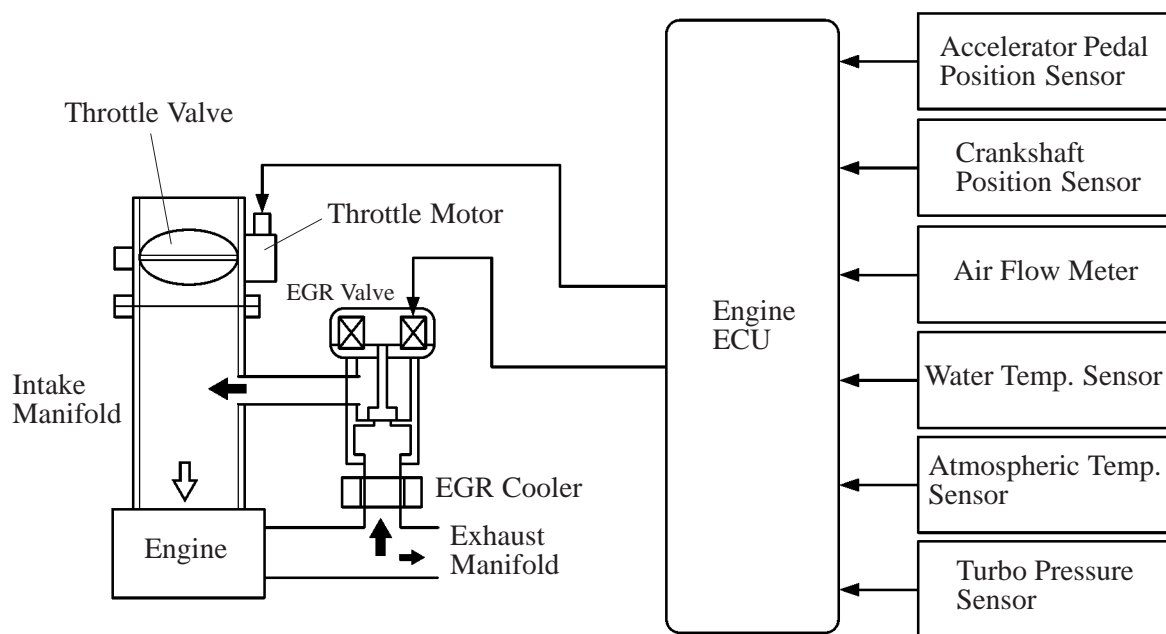 Throttle Valve
Throttle Motor
EGR Valve
Intake
Manifold
EGR Cooler
Engine
Exhaust
Manifold
Engine
ECU
Accelerator Pedal
Position Sensor
Crankshaft
Position Sensor
Air Flow Meter
Water Temp. Sensor
Atmospheric Temp.
Sensor
Turbo Pressure
Sensor